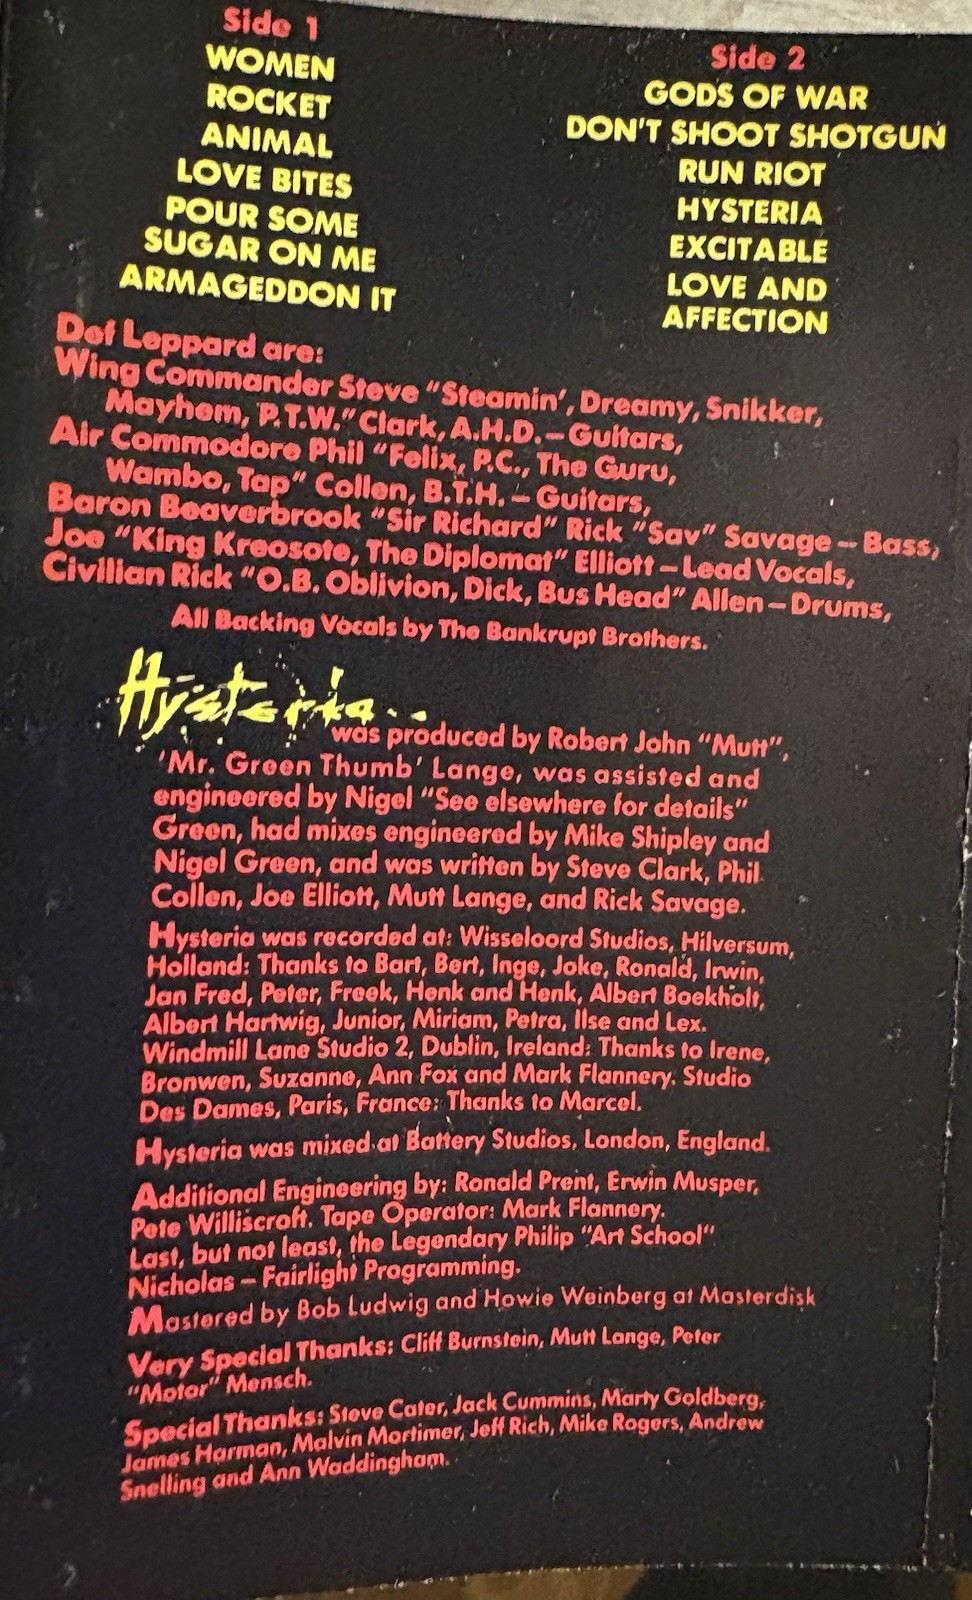 Side 1
WOMEN
ROCKET
ANIMAL
LOVE BITES
POUR SOME
SUGAR ON ME
ARMAGEDDON IT
Side 2
GODS OF WAR
DON'T SHOOT SHOTGUN
RUN RIOT
HYSTERIA
EXCITABLE
LOVE AND
AFFECTION
Def Leppard are:
Wing Commander Steve "Steamin', Dreamy, Snikker,
Mayhem, P.T.W." Clark, A.H.D. – Guitars,
Air Commodore Phil "Felix, P.C., The Guru,
Wambo, Tap" Collen, B.T.H. – Guitars,
Baron Beaverbrook "Sir Richard" Rick "Sav" Savage – Bass,
Joe "King Kreosote, The Diplomat" Elliott – Lead Vocals,
Civilian Rick "O.B. Oblivion, Dick, Bus Head" Allen – Drums,
All Backing Vocals by The Bankrupt Brothers.
Hysteria...
was produced by Robert John "Mutt",
'Mr. Green Thumb' Lange, was assisted and
engineered by Nigel "See elsewhere for details"
Green, had mixes engineered by Mike Shipley and
Nigel Green, and was written by Steve Clark, Phil
Collen, Joe Elliott, Mutt Lange, and Rick Savage.
Hysteria was recorded at: Wisseloord Studios, Hilversum,
Holland: Thanks to Bart, Bert, Inge, Joke, Ronald, Irwin,
Jan Fred, Peter, Freek, Henk and Henk, Albert Boekholt,
Albert Hartwig, Junior, Miriam, Petra, Ilse and Lex.
Windmill Lane Studio 2, Dublin, Ireland: Thanks to Irene,
Bronwen, Suzanne, Ann Fox and Mark Flannery. Studio
Des Dames, Paris, France: Thanks to Marcel.
Hysteria was mixed at Battery Studios, London, England.
Additional Engineering by: Ronald Prent, Erwin Musper,
Pete Williscroft. Tape Operator: Mark Flannery.
Last, but not least, the Legendary Philip "Art School"
Nicholas – Fairlight Programming.
Mastered by Bob Ludwig and Howie Weinberg at Masterdisk
Very Special Thanks: Cliff Burnstein, Mutt Lange, Peter
"Motor" Mensch.
Special Thanks: Steve Cater, Jack Cummins, Marty Goldberg,
James Harman, Malvin Mortimer, Jeff Rich, Mike Rogers, Andrew
Snelling and Ann Waddingham.